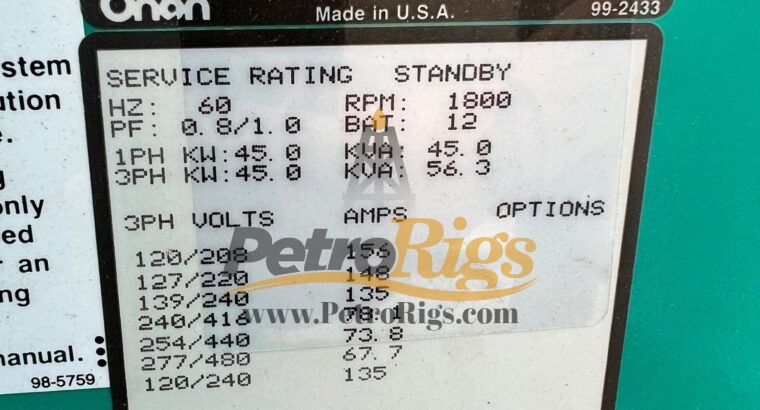 Onan
Made in U.S.A.
99-2433
stem
ution
e.
g
only
ed
r an
ng
manual.
98-5759
SERVICE RATING STANDBY
HZ: 60 RPM: 1800
PF: 0.8/1.0 BAT: 12
1PH KW:45.0 KVA 45.0
3PH KW:45.0 KVA: 56.3
3PH VOLTS AMPS OPTIONS
120/208 156
127/220 148
139/240 135
240/416
254/440 73.8
277/480 67.7
120/240 135
PetroRigs
www.PetroRigs.com